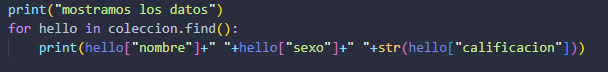 print("mostramos los datos")
for hello in coleccion.find():
    print(hello["nombre"]+" "+hello["sexo"]+" "+str(hello["calificacion"]))